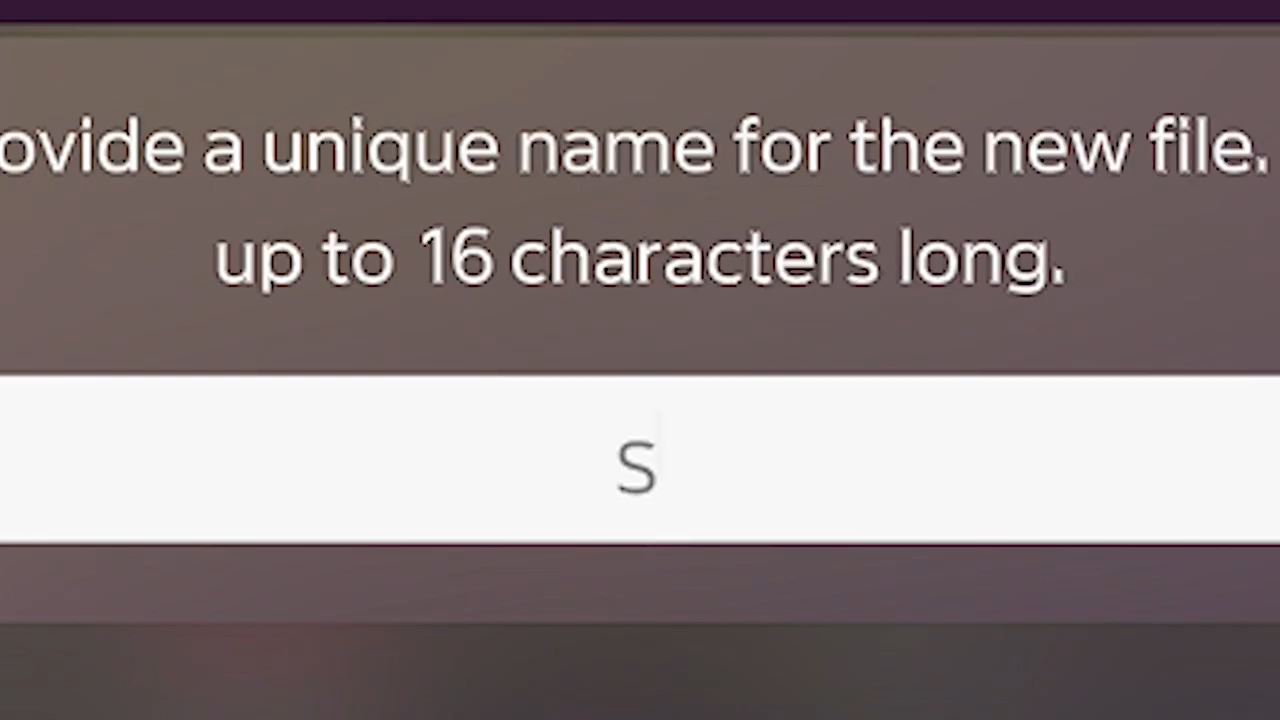 ovide a unique name for the new file.
up to 16 characters long.
S